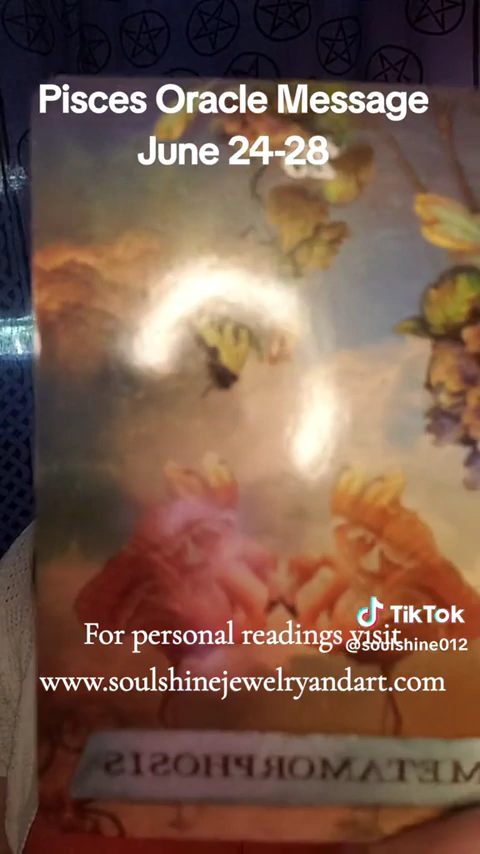 Pisces Oracle Message
June 24-28
For personal readings visit
TikTok
@soulshine012
www.soulshinejewelryandart.com
METAMORPHOSIS